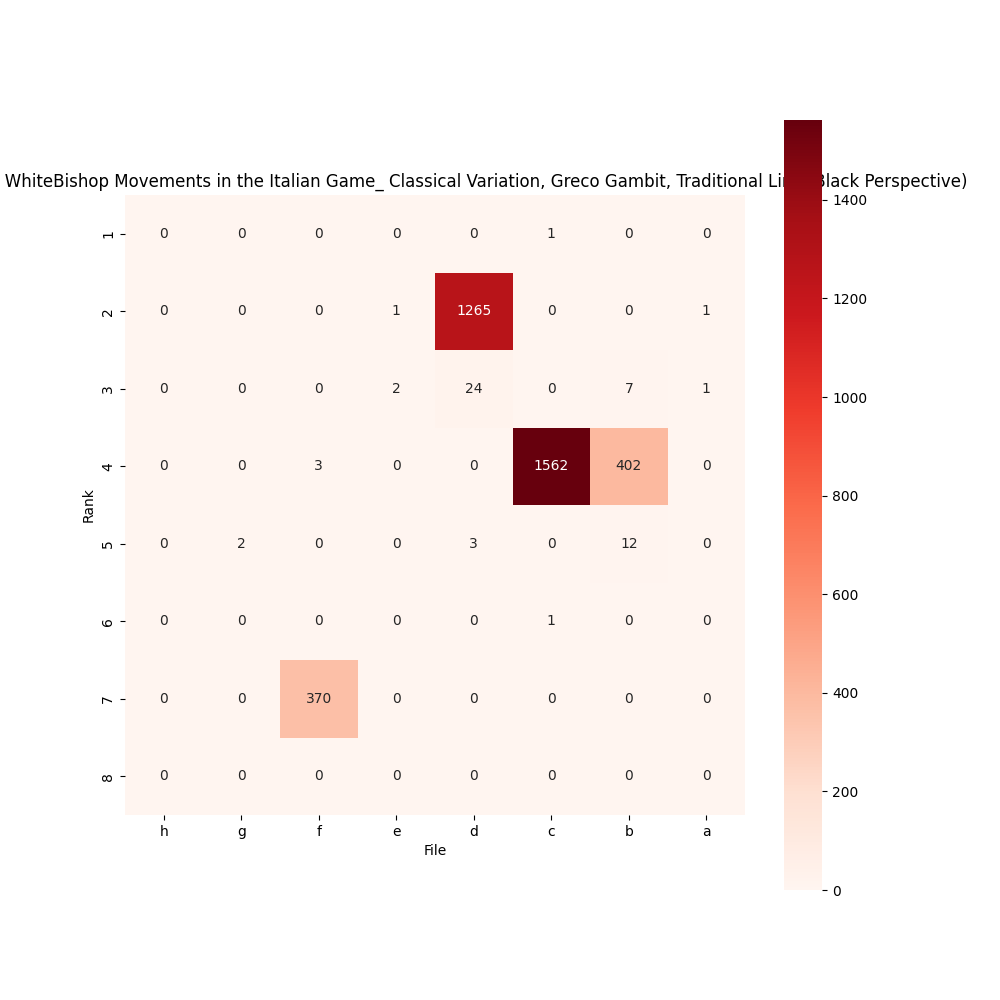 WhiteBishop Movements in the Italian Game_ Classical Variation, Greco Gambit, Traditional Black Perspective)
1 0 0 0 0 0 1 0 0
2 0 0 0 1 1265 0 0 1
3 0 0 0 2 24 0 7 1
4 0 0 3 0 0 1562 402 0
5 0 2 0 0 3 0 12 0
6 0 0 0 0 0 1 0 0
7 0 0 370 0 0 0 0 0
8 0 0 0 0 0 0 0 0
h g f e d c b a
File
Rank
1400
1200
1000
800
600
400
200
0